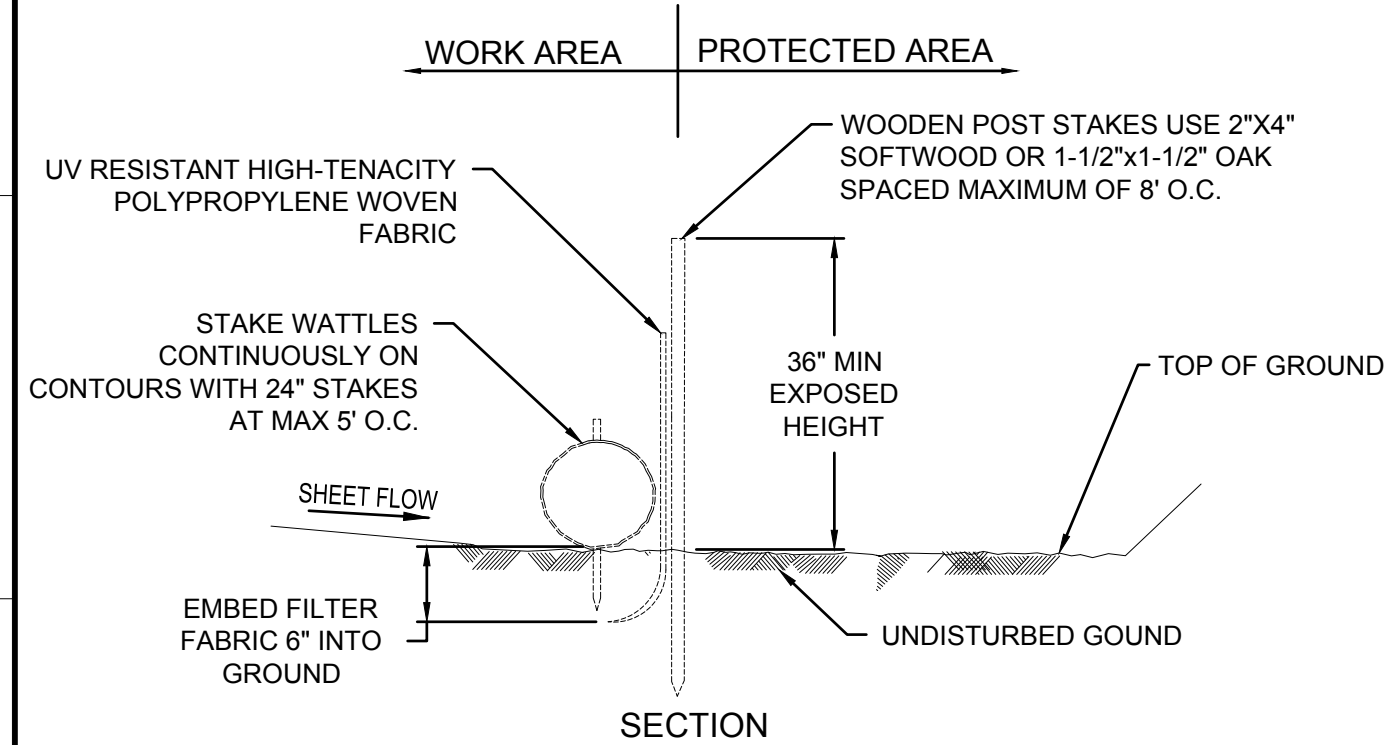 WORK AREA
PROTECTED AREA
WOODEN POST STAKES USE 2"X4"
SOFTWOOD OR 1-1/2"x1-1/2" OAK
SPACED MAXIMUM OF 8' O.C.
UV RESISTANT HIGH-TENACITY
POLYPROPYLENE WOVEN
FABRIC
STAKE WATTLES
CONTINUOUSLY ON
CONTOURS WITH 24" STAKES
AT MAX 5' O.C.
36" MIN
EXPOSED
HEIGHT
TOP OF GROUND
SHEET FLOW
EMBED FILTER
FABRIC 6" INTO
GROUND
UNDISTURBED GOUND
SECTION